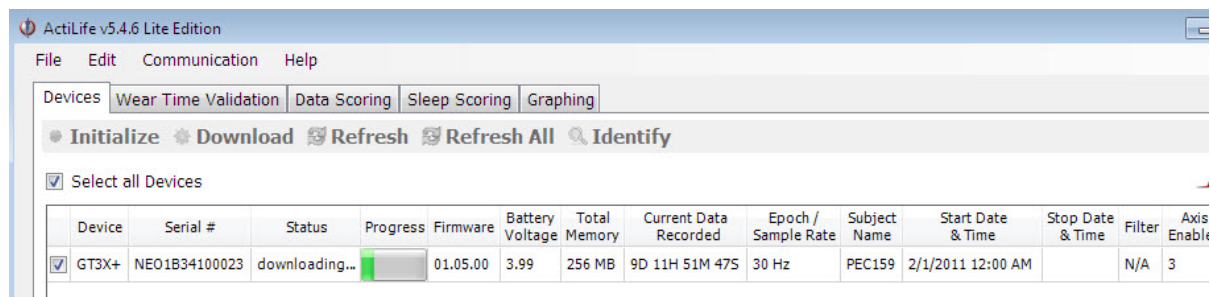 ActiLife v5.4.6 Lite Edition
File Edit Communication Help
Devices Wear Time Validation Data Scoring Sleep Scoring Graphing
Initialize Download Refresh Refresh All Identify
Select all Devices
Device Serial # Status Progress Firmware Battery Voltage Total Memory Current Data Recorded Epoch / Sample Rate Subject Name Start Date & Time Stop Date & Time Filter Axis Enable
GT3X+ NEO1B34100023 downloading... 01.05.00 3.99 256 MB 9D 11H 51M 47S 30 Hz PEC159 2/1/2011 12:00 AM N/A 3